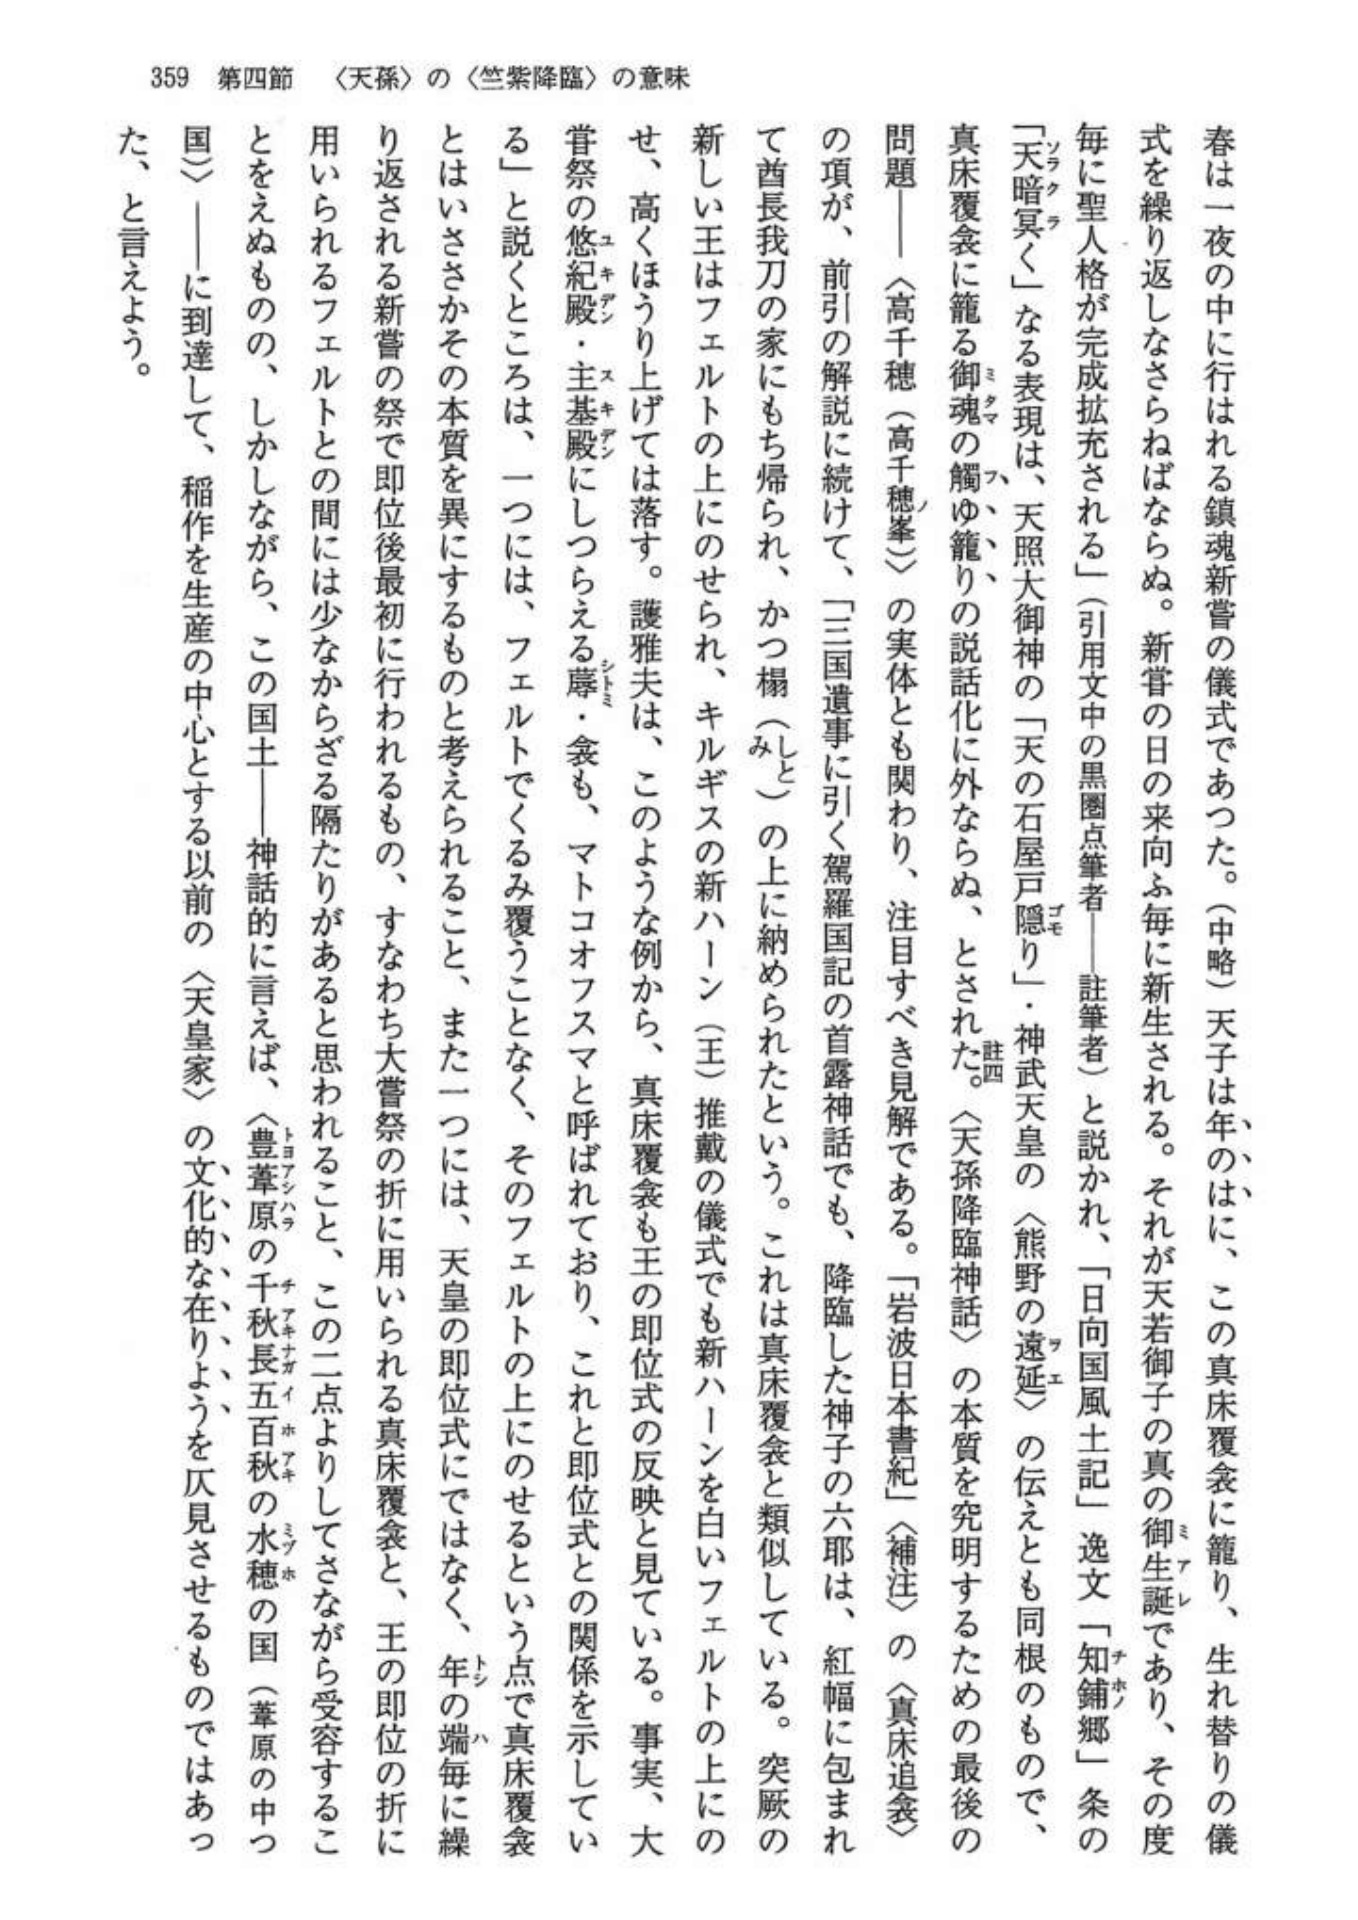 359　第四節　〈天孫〉の〈竺紫降臨〉の意味
春は一夜の中に行はれる鎮魂新嘗の儀式であつた。（中略）天子は年のはに、この真床覆衾に籠り、生れ替りの儀
式を繰り返しなさらねばならぬ。新甞の日の来向ふ毎に新生される。それが天若御子の真の御生誕であり、その度
毎に聖人格が完成拡充される」（引用文中の黒圏点筆者——註筆者）と説かれ、「日向国風土記」逸文「知鋪郷」条の
「天暗冥く」なる表現は、天照大御神の「天の石屋戸隠り」・神武天皇の〈熊野の遠延〉の伝えとも同根のもので、
真床覆衾に籠る御魂の觸ゆ籠りの説話化に外ならぬ、とされた。註四〈天孫降臨神話〉の本質を究明するための最後の
問題——〈高千穂（高千穂ノ峯）〉の実体とも関わり、注目すべき見解である。「岩波日本書紀」〈補注〉の〈真床追衾〉
の項が、前引の解説に続けて、「三国遺事に引く駕羅国記の首露神話でも、降臨した神子の六耶は、紅幅に包まれ
て酋長我刀の家にもち帰られ、かつ榻（しとみ）の上に納められたという。これは真床覆衾と類似している。突厥の
新しい王はフェルトの上にのせられ、キルギスの新ハーン（王）推戴の儀式でも新ハーンを白いフェルトの上にの
せ、高くほうり上げては落す。護雅夫は、このような例から、真床覆衾も王の即位式の反映と見ている。事実、大
甞祭の悠紀殿・主基殿にしつらえる蓐・衾も、マトコオフスマと呼ばれており、これと即位式との関係を示してい
る」と説くところは、一つには、フェルトでくるみ覆うことなく、そのフェルトの上にのせるという点で真床覆衾
とはいささかその本質を異にするものと考えられること、また一つには、天皇の即位式にではなく、年の端毎に繰
り返される新嘗の祭で即位後最初に行われるもの、すなわち大嘗祭の折に用いられる真床覆衾と、王の即位の折に
用いられるフェルトとの間には少なからざる隔たりがあると思われること、この二点よりしてさながら受容するこ
とをえぬものの、しかしながら、この国土——神話的に言えば、〈豊葦原の千秋長五百秋の水穂の国（葦原の中つ
国）〉——に到達して、稲作を生産の中心とする以前の〈天皇家〉の文化的な在りようを仄見させるものではあっ
た、と言えよう。